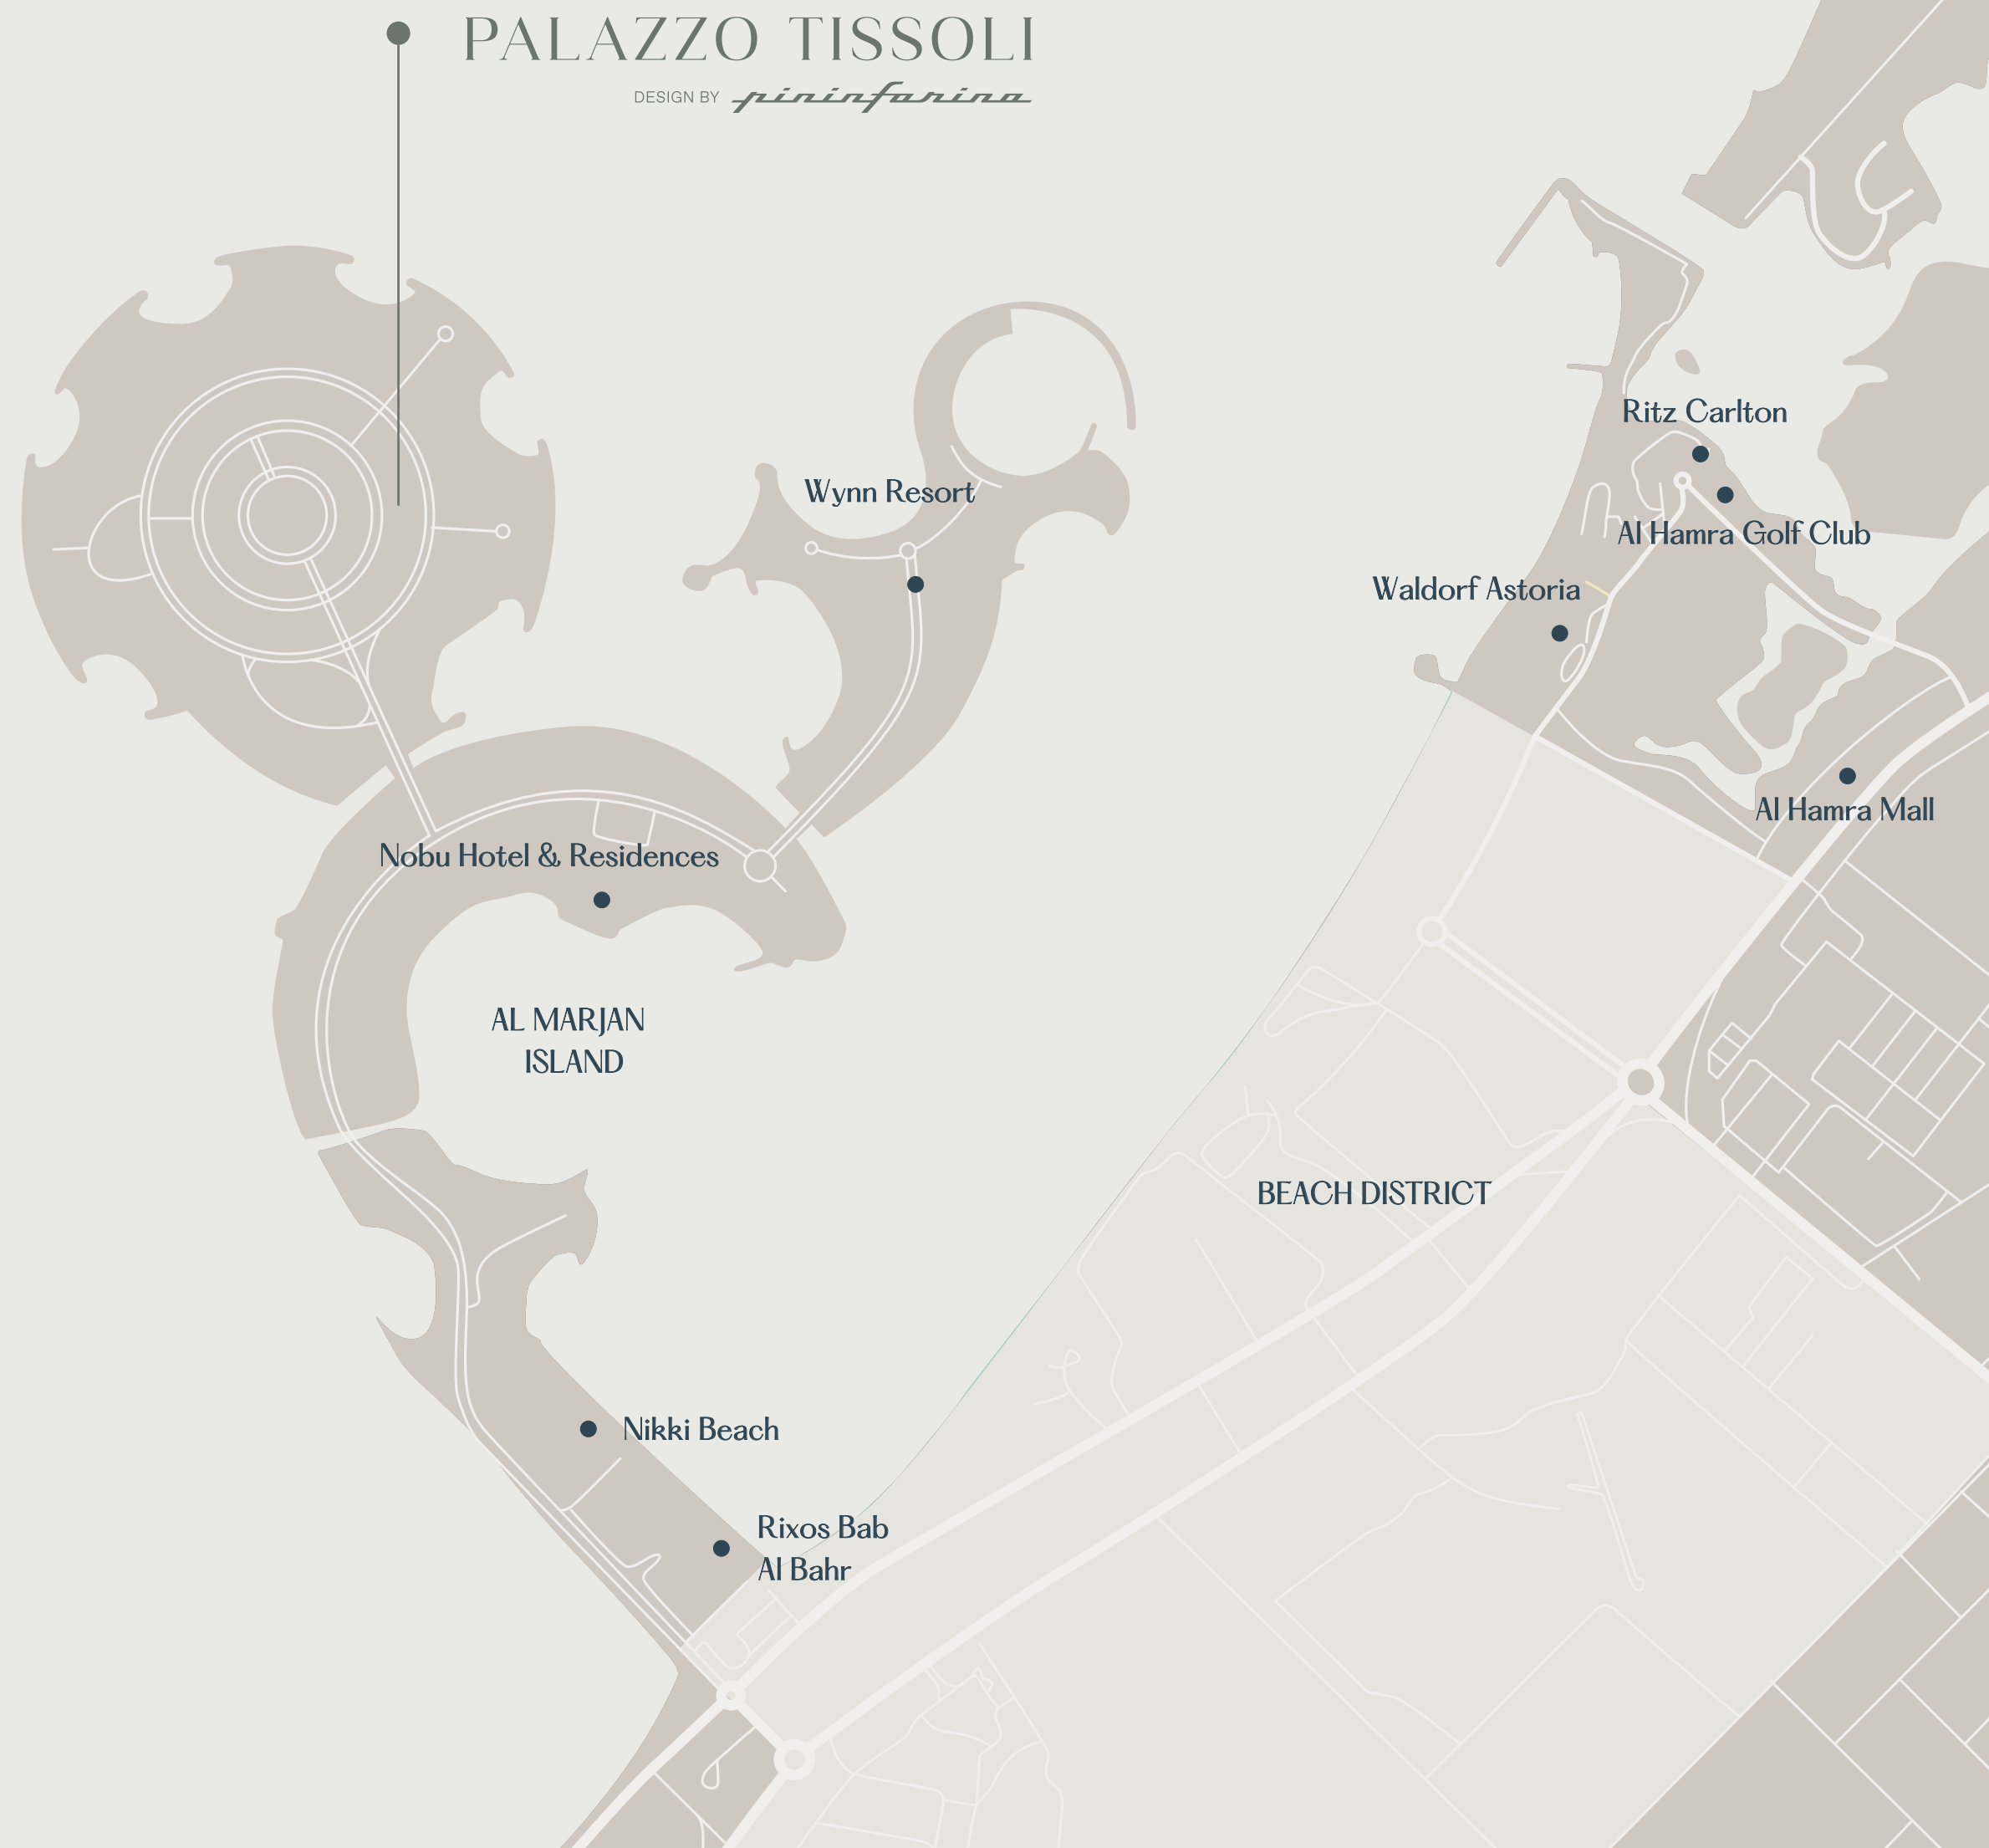 PALAZZO TISSOLI
DESIGN BY pininfarina
Ritz Carlton
Wynn Resort
Al Hamra Golf Club
Waldorf Astoria
Al Hamra Mall
Nobu Hotel & Residences
AL MARJAN
ISLAND
BEACH DISTRICT
Nikki Beach
Rixos Bab
Al Bahr